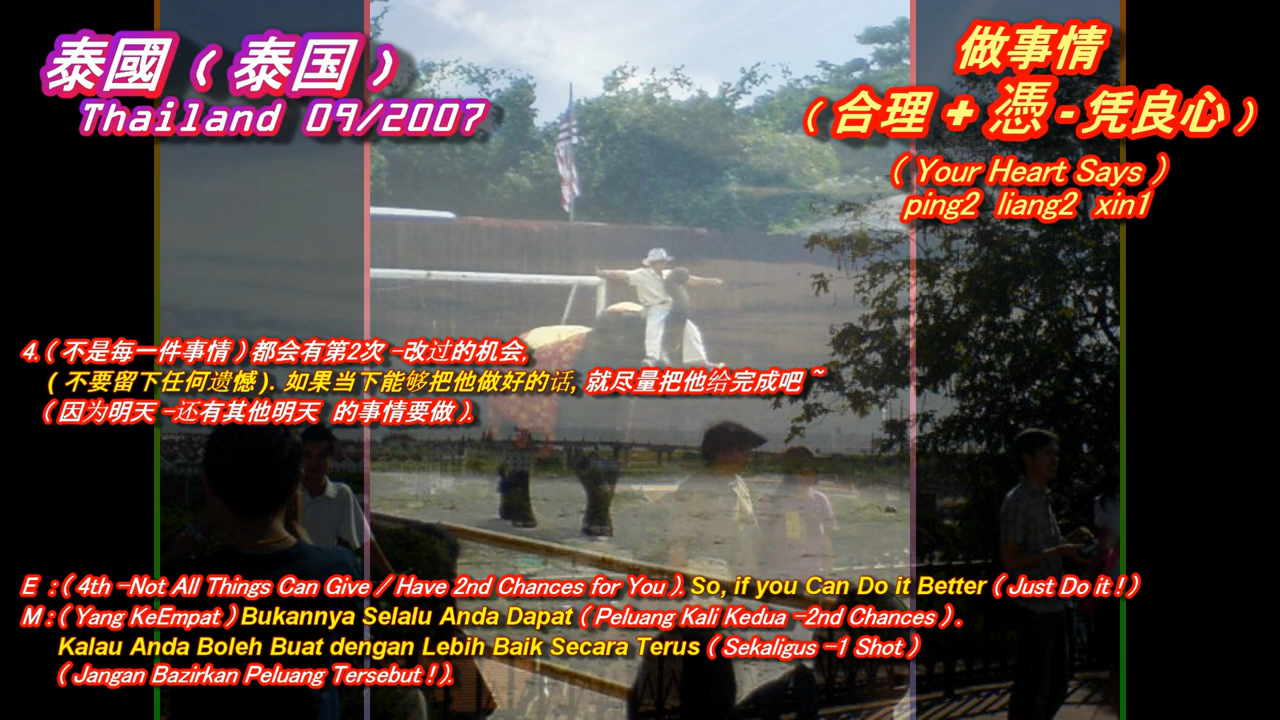 泰國 ( 泰国 )
Thailand 09/2007
做事情
( 合理 + 憑 - 凭良心 )
( Your Heart Says )
ping2 liang2 xin1
4. ( 不是每一件事情 ) 都会有第2次 -改过的机会,
( 不要留下任何遗憾 ). 如果当下能够把他做好的话, 就尽量把他给完成吧 ~
( 因为明天 -还有其他明天 的事情要做 ).
E : ( 4th -Not All Things Can Give / Have 2nd Chances for You ). So, if you Can Do it Better ( Just Do it ! )
M : ( Yang KeEmpat ) Bukannya Selalu Anda Dapat ( Peluang Kali Kedua -2nd Chances ) .
Kalau Anda Boleh Buat dengan Lebih Baik Secara Terus ( Sekaligus -1 Shot )
( Jangan Bazirkan Peluang Tersebut ! ).